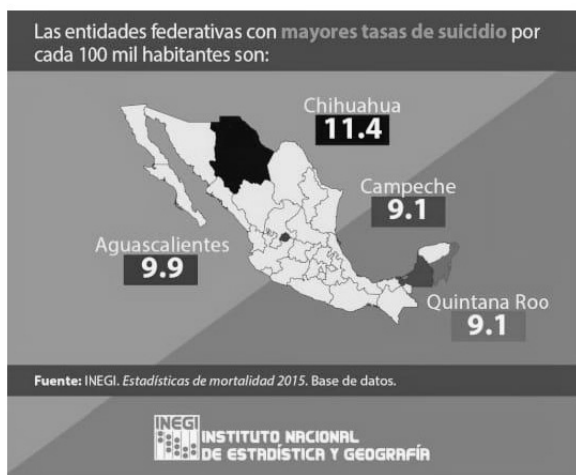 Las entidades federativas con mayores tasas de suicidio por
cada 100 mil habitantes son:
Chihuahua
11.4
Campeche
9.1
Aguascalientes
9.9
Quintana Roo
9.1
Fuente: INEGI. Estadísticas de mortalidad 2015. Base de datos.
INEGI
INSTITUTO NACIONAL
DE ESTADÍSTICA Y GEOGRAFÍA